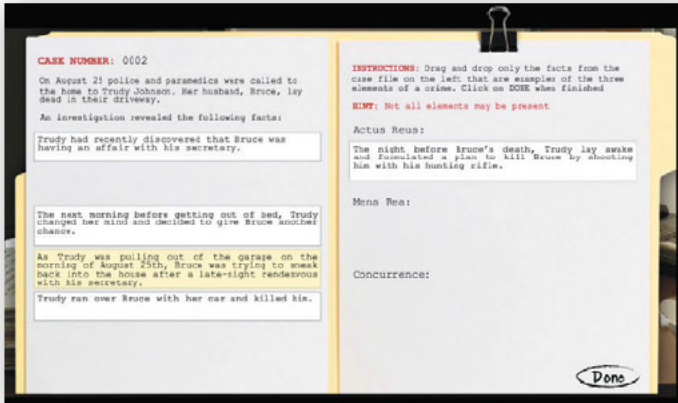 CASE NUMBER: 0002
On August 25 police and paramedics were called to
the home to Trudy Johnson. Her husband, Bruce, lay
dead in their driveway.
An investigation revealed the following facts:
Trudy had recently discovered that Bruce was
having an affair with his secretary.
The next morning before getting out of bed, Trudy
changed her mind and decided to give Bruce another
chance.
As Trudy was pulling out of the garage on the
morning of August 25th, Bruce was trying to sneak
back into the house after a late-night rendezvous
with his secretary.
Trudy ran over Bruce with her car and killed him.
INSTRUCTIONS: Drag and drop only the facts from the
case file on the left that are examples of the three
elements of a crime. Click on DONE when finished
HINT: Not all elements may be present
Actus Reus:
The night before Bruce's death, Trudy lay awake
and formulated a plan to kill Bruce by shooting
him with his hunting rifle.
Mens Rea:
Concurrence:
Done